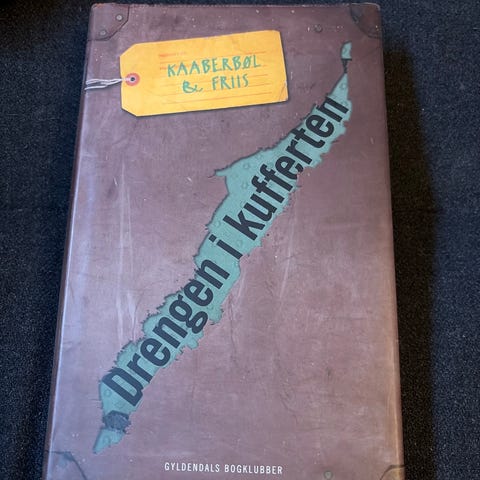 KAABERBØL
& FRIIS
Drengen i kufferten
GYLDENDALS BOGKLUBBER